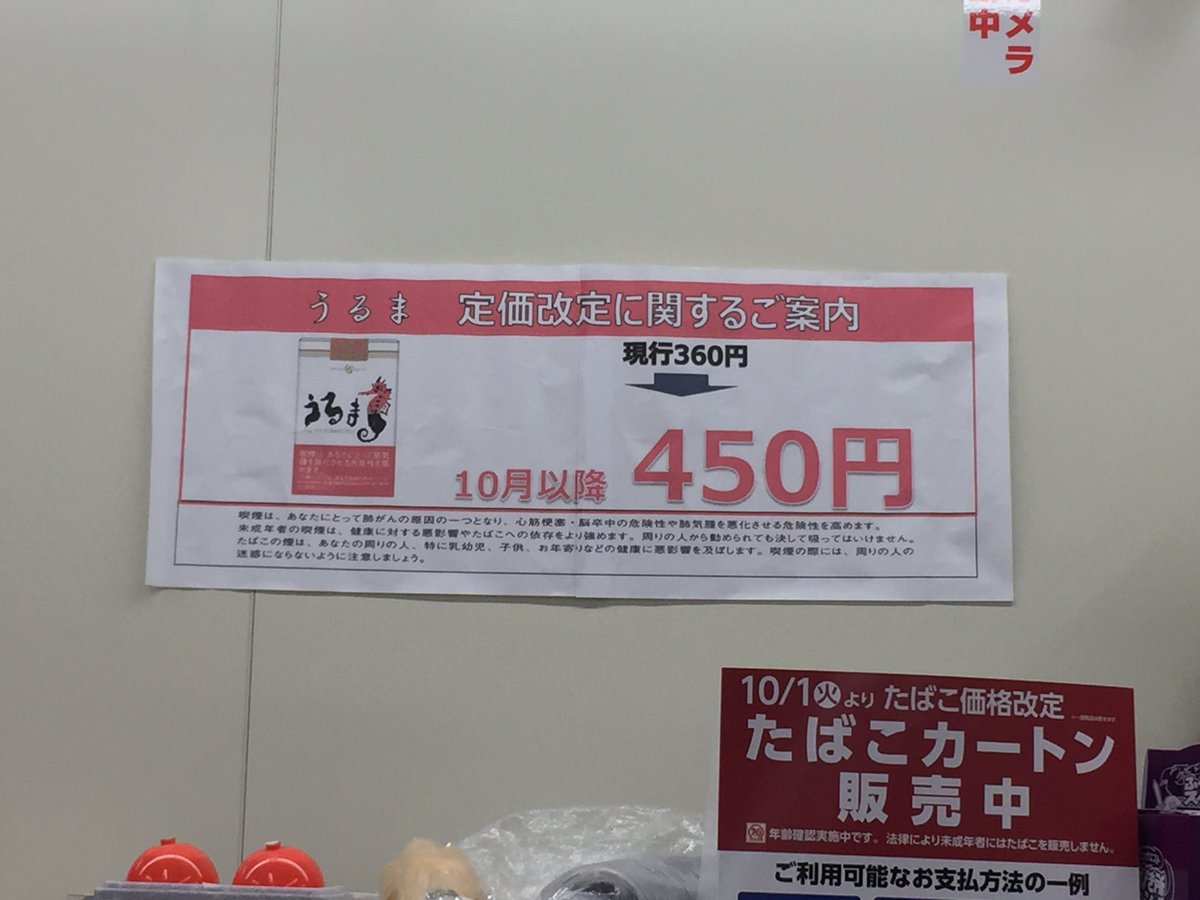 メラ
中
うるま 定価改定に関するご案内
現行360円
うるま
10月以降 450円
喫煙は、あなたにとって肺がんの原因の一つとなり、心筋梗塞・脳卒中の危険性や肺気腫を悪化させる危険性を高めます。
未成年者の喫煙は、健康に対する悪影響やたばこへの依存をより強めます。周りの人から勧められても決して吸ってはいけません。
たばこの煙は、あなたの周りの人、特に乳幼児、子供、お年寄りなどの健康に悪影響を及ぼします。喫煙の際には、周りの人の
迷惑にならないように注意しましょう。
10/1㊋より たばこ価格改定
たばこカートン
販売中
年齢確認実施中です。法律により未成年者にはたばこを販売しません。
ご利用可能なお支払方法の一例